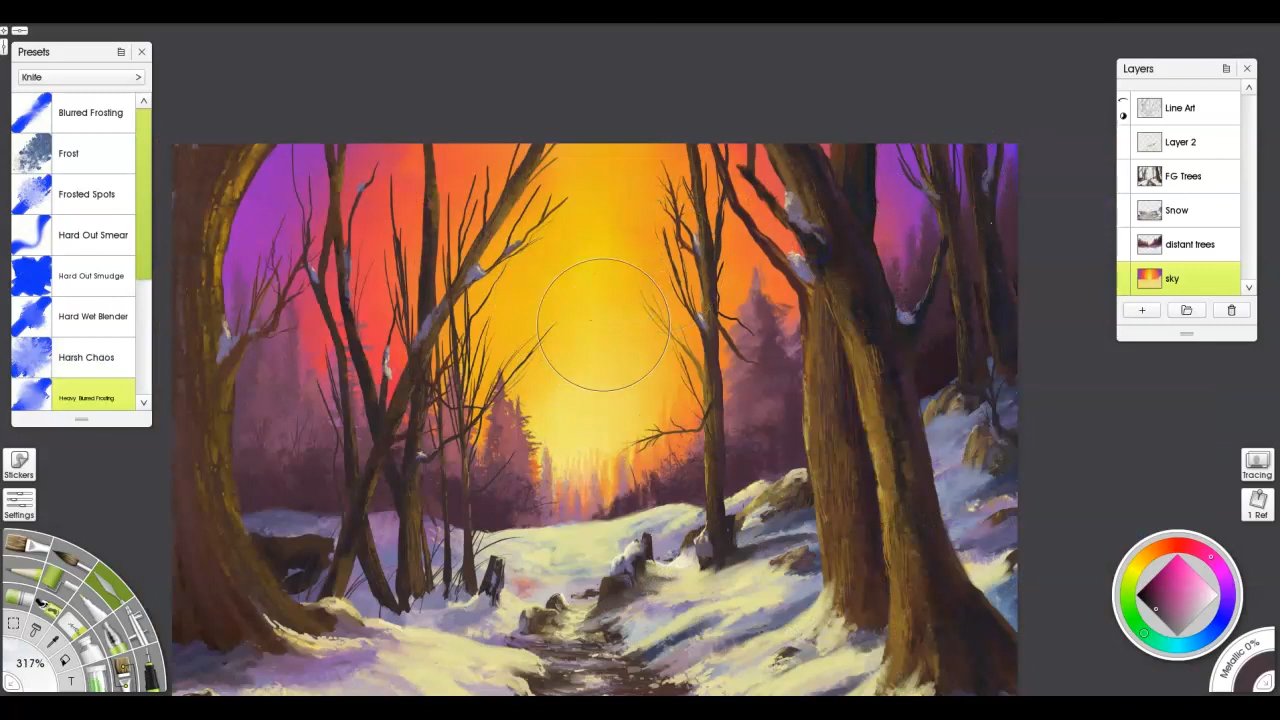 Presets
Knife >
Blurred Frosting
Frost
Frosted Spots
Hard Out Smear
Hard Out Smudge
Hard Wet Blender
Harsh Chaos
Heavy Blurred Frosting
Stickers
Settings
317%
T
Layers
Line Art
Layer 2
FG Trees
Snow
distant trees
sky
+
Tracing
1 Ref
Metallic 0%